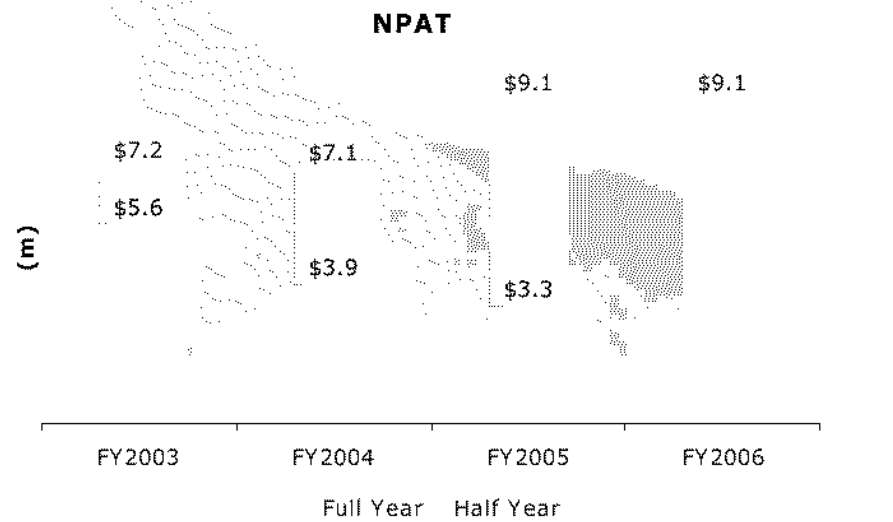 NPAT
$9.1 $9.1
$7.2 $7.1
$5.6
(m)
$3.9
$3.3
FY2003 FY2004 FY2005 FY2006
Full Year Half Year